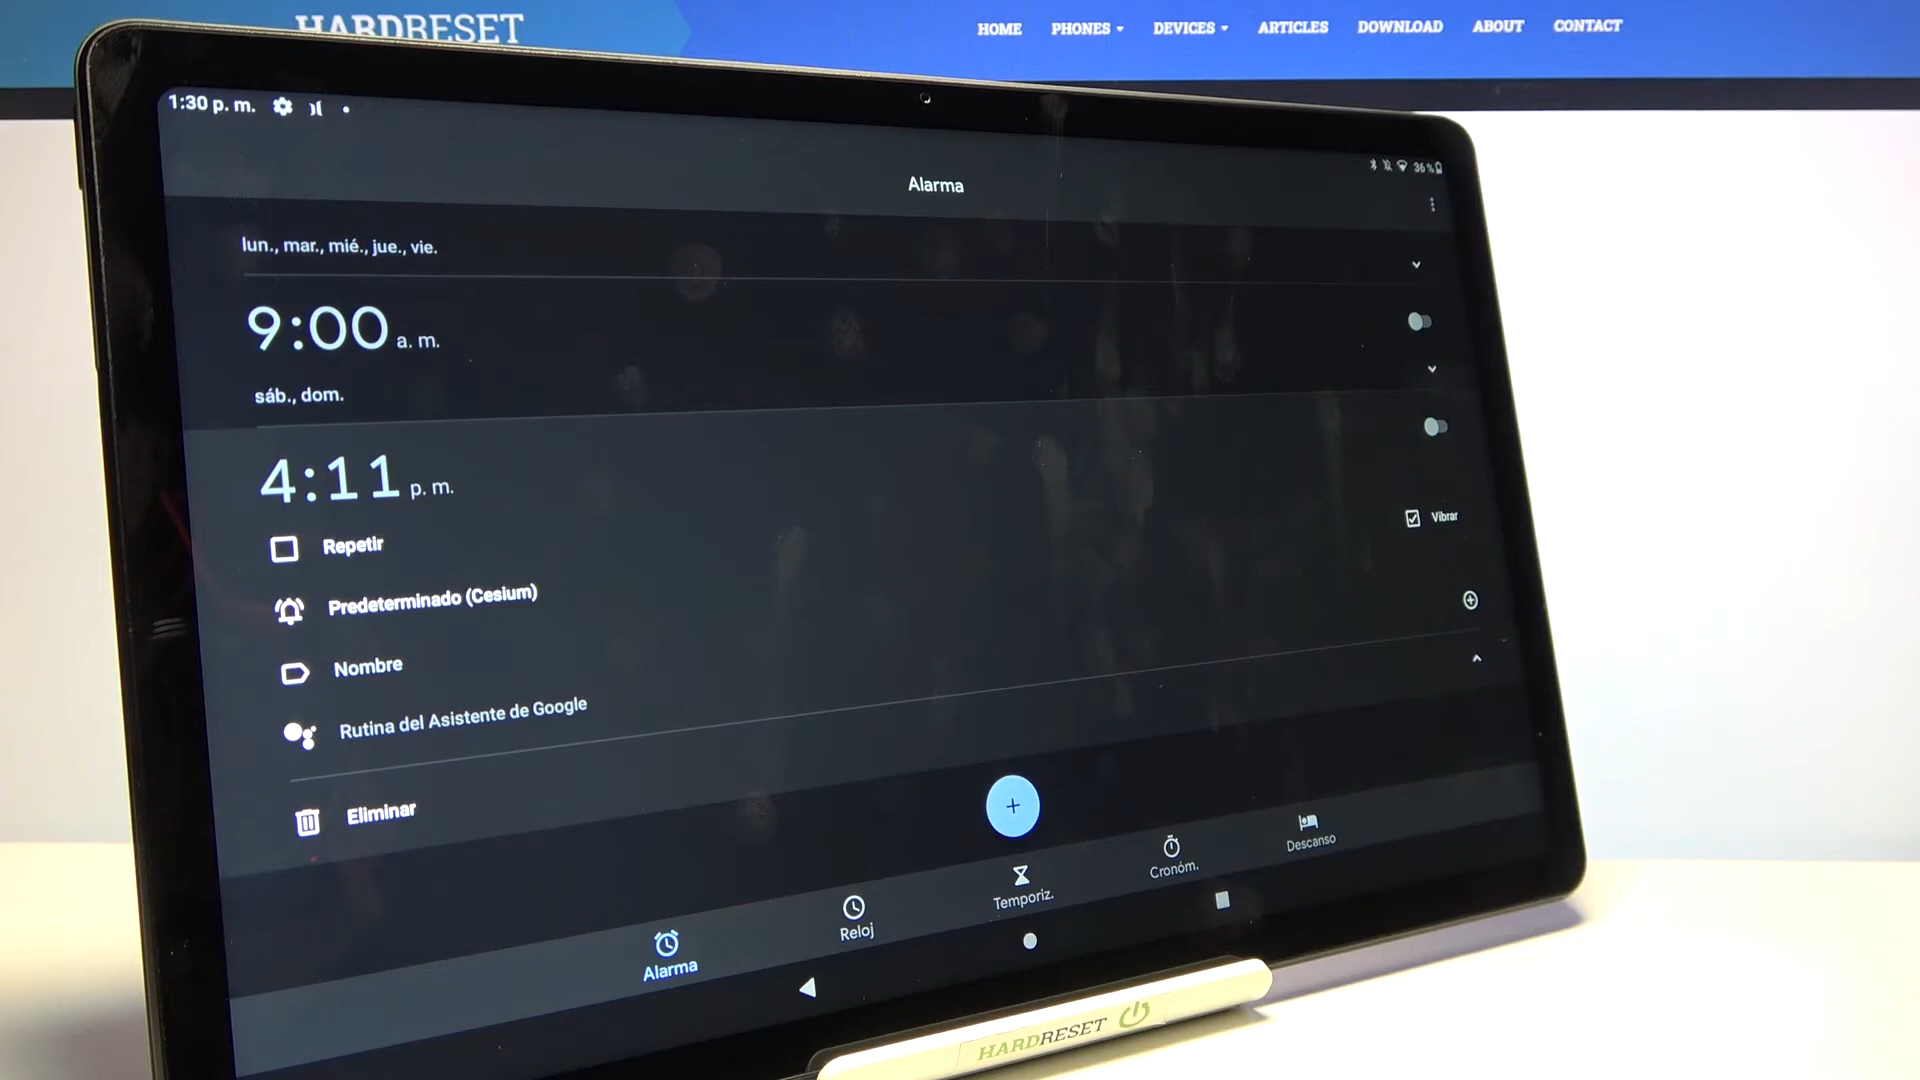 HARDRESET
HOME PHONES DEVICES ARTICLES DOWNLOAD ABOUT CONTACT
1:30 p. m.
36%
Alarma
lun., mar., mié., jue., vie.
9:00 a. m.
sáb., dom.
4:11 p. m.
Vibrar
Repetir
Predeterminado (Cesium)
Nombre
Rutina del Asistente de Google
Eliminar
Alarma
Reloj
Temporiz.
Cronóm.
Descanso
HARDRESET